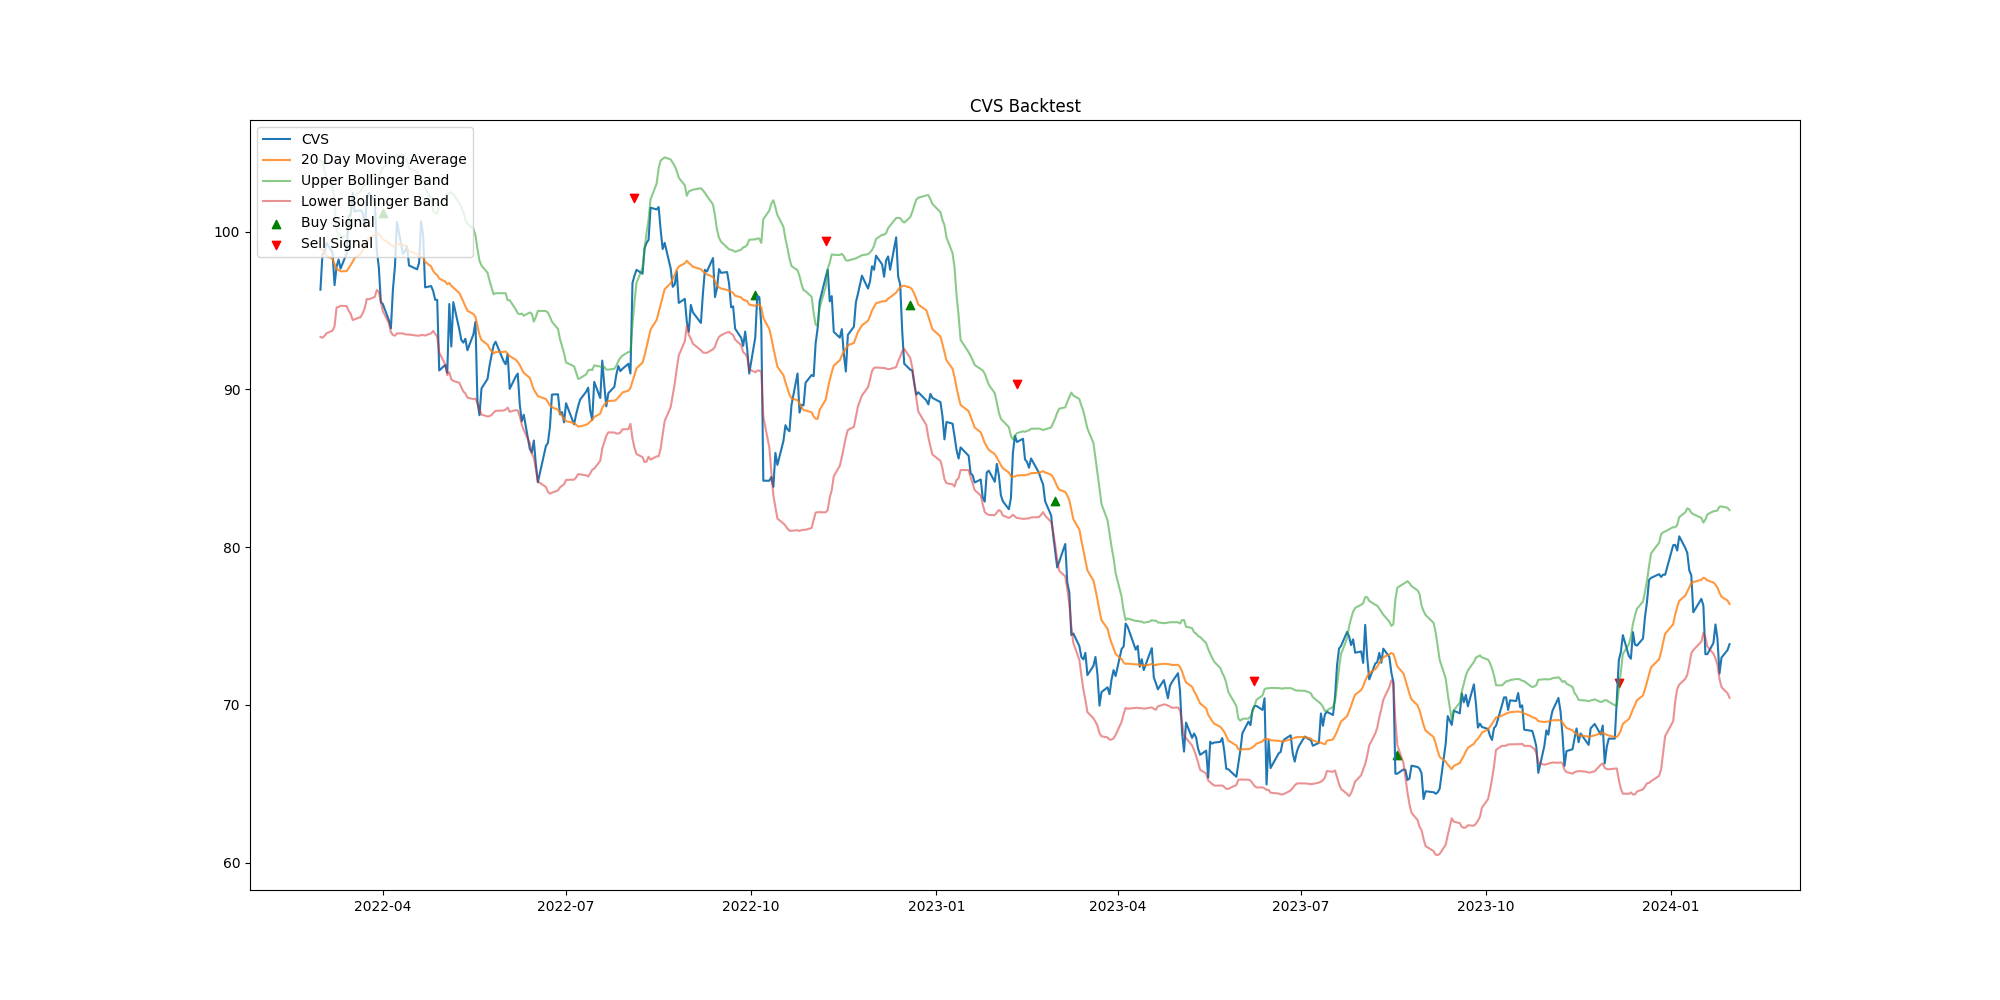 CVS Backtest
CVS
20 Day Moving Average
Upper Bollinger Band
Lower Bollinger Band
Buy Signal
Sell Signal
100
90
80
70
60
2022-04 2022-07 2022-10 2023-01 2023-04 2023-07 2023-10 2024-01